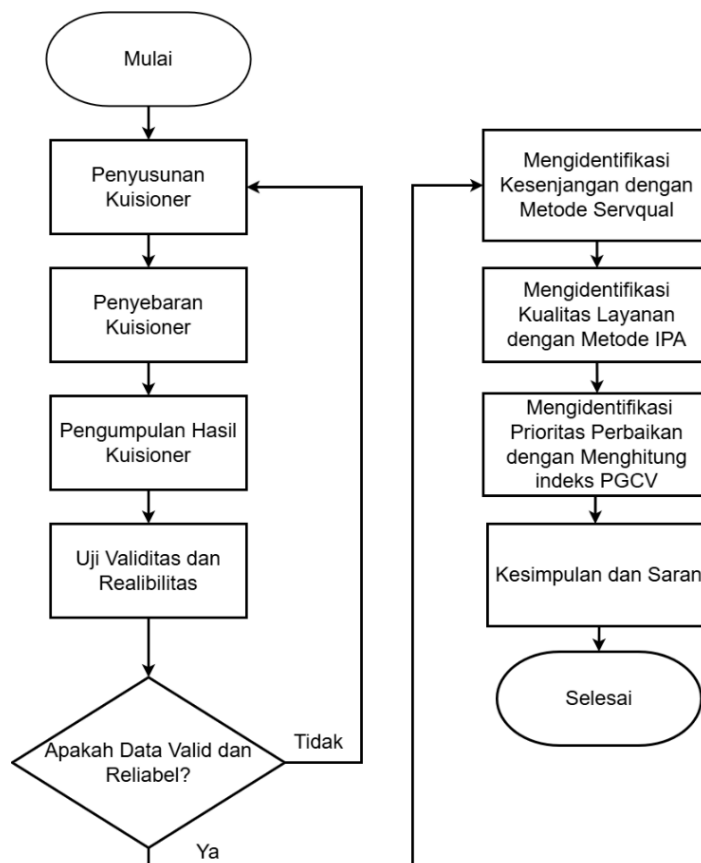 Mulai
Penyusunan
Kuisioner
Penyebaran
Kuisioner
Pengumpulan Hasil
Kuisioner
Uji Validitas dan
Realibilitas
Apakah Data Valid dan
Reliabel?
Tidak
Ya
Mengidentifikasi
Kesenjangan dengan
Metode Servqual
Mengidentifikasi
Kualitas Layanan
dengan Metode IPA
Mengidentifikasi
Prioritas Perbaikan
dengan Menghitung
indeks PGCV
Kesimpulan dan Saran
Selesai